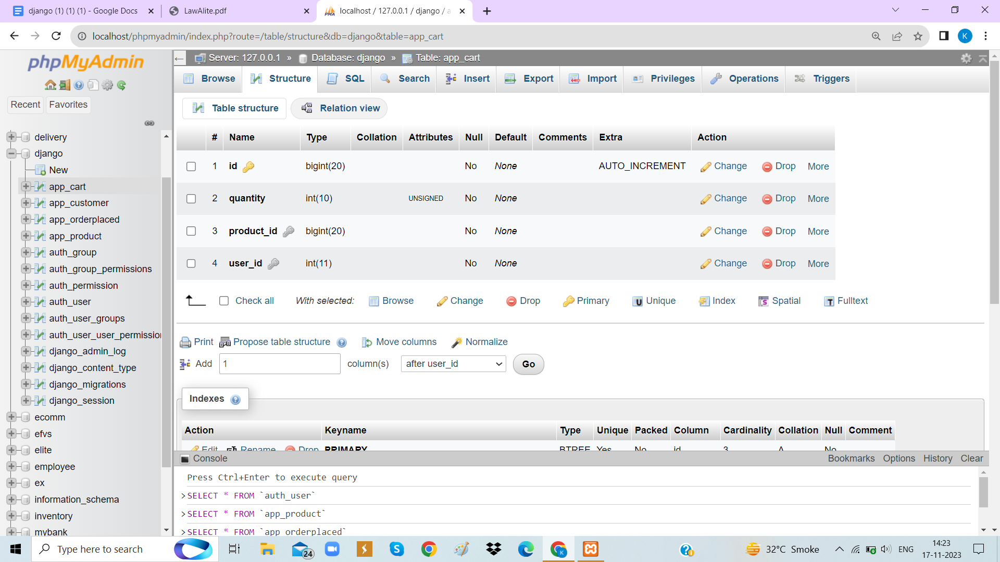 django (1) (1) (1) - Google Docs
LawAlite.pdf
localhost / 127.0.0.1 / django / a
localhost/phpmyadmin/index.php?route=/table/structure&db=django&table=app_cart
K
phpMyAdmin
Recent Favorites
delivery
django
New
app_cart
app_customer
app_orderplaced
app_product
auth_group
auth_group_permissions
auth_permission
auth_user
auth_user_groups
auth_user_user_permission
django_admin_log
django_content_type
django_migrations
django_session
ecomm
efvs
elite
employee
ex
information_schema
inventory
mybank
Server: 127.0.0.1 » Database: django » Table: app_cart
Browse Structure SQL Search Insert Export Import Privileges Operations Triggers
Table structure Relation view
# Name Type Collation Attributes Null Default Comments Extra Action
1 id bigint(20) No None AUTO_INCREMENT Change Drop More
2 quantity int(10) UNSIGNED No None Change Drop More
3 product_id bigint(20) No None Change Drop More
4 user_id int(11) No None Change Drop More
Check all With selected: Browse Change Drop Primary Unique Index Spatial Fulltext
Print Propose table structure Move columns Normalize
Add 1 column(s) after user_id Go
Indexes
Action Keyname Type Unique Packed Column Cardinality Collation Null Comment
Edit Rename Drop PRIMARY BTREE Yes No id 3 A No
Console Bookmarks Options History Clear
Press Ctrl+Enter to execute query
>SELECT * FROM `auth_user`
>SELECT * FROM `app_product`
>SELECT * FROM `app_orderplaced`
Type here to search
24
32°C Smoke
ENG
14:23
17-11-2023